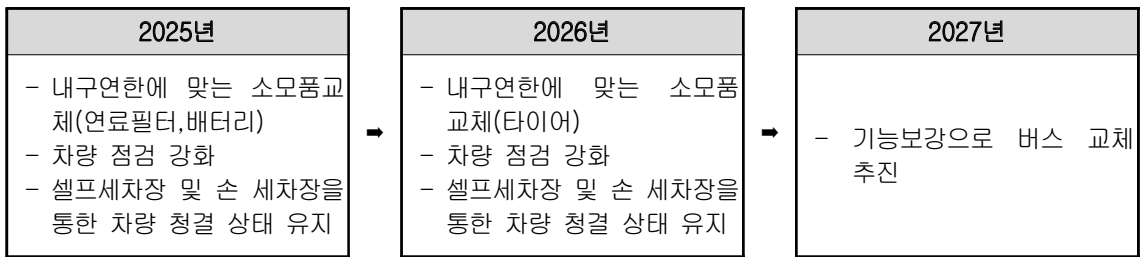 2025년
- 내구연한에 맞는 소모품교
체(연료필터,배터리)
- 차량 점검 강화
- 셀프세차장 및 손 세차장을
통한 차량 청결 상태 유지
➡
2026년
- 내구연한에 맞는 소모품
교체(타이어)
- 차량 점검 강화
- 셀프세차장 및 손 세차장을
통한 차량 청결 상태 유지
➡
2027년
- 기능보강으로 버스 교체
추진